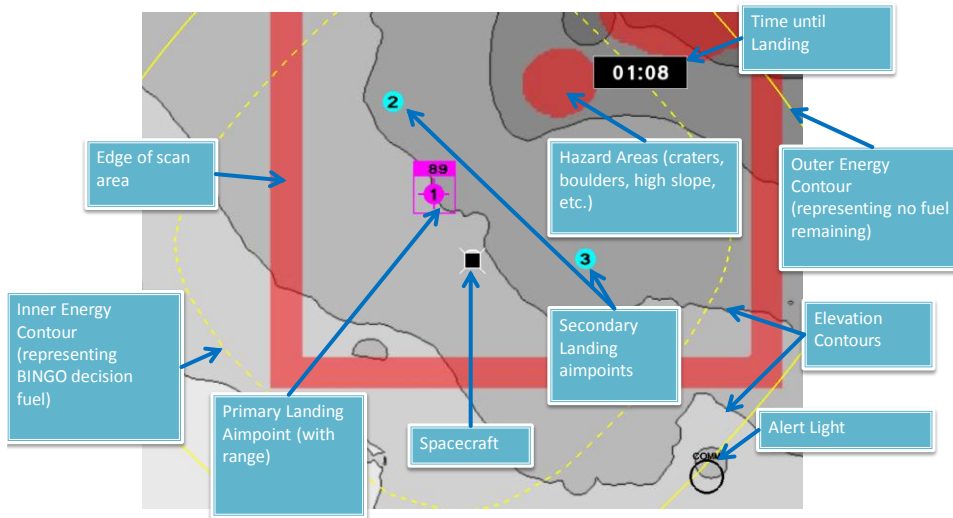 Time until
Landing
01:08
2
Edge of scan
area
Hazard Areas (craters,
boulders, high slope,
etc.)
Outer Energy
Contour
(representing no fuel
remaining)
89
1
3
Inner Energy
Contour
(representing
BINGO decision
fuel)
Secondary
Landing
aimpoints
Elevation
Contours
Primary Landing
Aimpoint (with
range)
Spacecraft
Alert Light
COMM